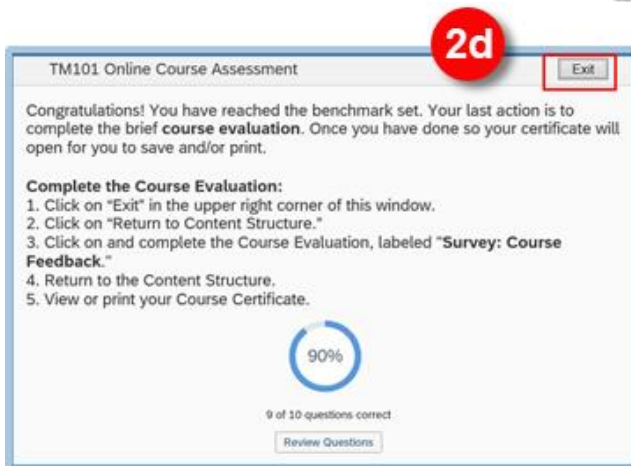 2d
TM101 Online Course Assessment
Exit
Congratulations! You have reached the benchmark set. Your last action is to
complete the brief course evaluation. Once you have done so your certificate will
open for you to save and/or print.
Complete the Course Evaluation:
1. Click on "Exit" in the upper right corner of this window.
2. Click on "Return to Content Structure."
3. Click on and complete the Course Evaluation, labeled "Survey: Course
Feedback."
4. Return to the Content Structure.
5. View or print your Course Certificate.
90%
9 of 10 questions correct
Review Questions